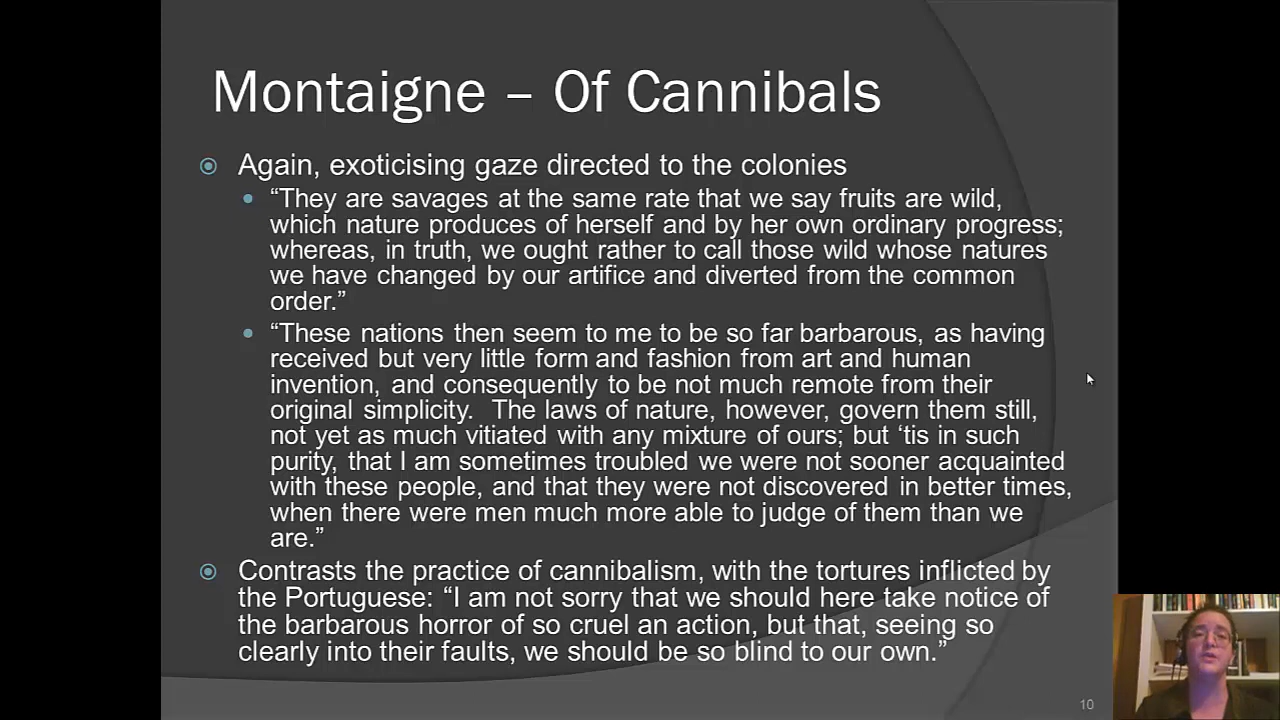 Montaigne – Of Cannibals
Again, exoticising gaze directed to the colonies
“They are savages at the same rate that we say fruits are wild,
which nature produces of herself and by her own ordinary progress;
whereas, in truth, we ought rather to call those wild whose natures
we have changed by our artifice and diverted from the common
order.”
“These nations then seem to me to be so far barbarous, as having
received but very little form and fashion from art and human
invention, and consequently to be not much remote from their
original simplicity.  The laws of nature, however, govern them still,
not yet as much vitiated with any mixture of ours; but ‘tis in such
purity, that I am sometimes troubled we were not sooner acquainted
with these people, and that they were not discovered in better times,
when there were men much more able to judge of them than we
are.”
Contrasts the practice of cannibalism, with the tortures inflicted by
the Portuguese: “I am not sorry that we should here take notice of
the barbarous horror of so cruel an action, but that, seeing so
clearly into their faults, we should be so blind to our own.”
10